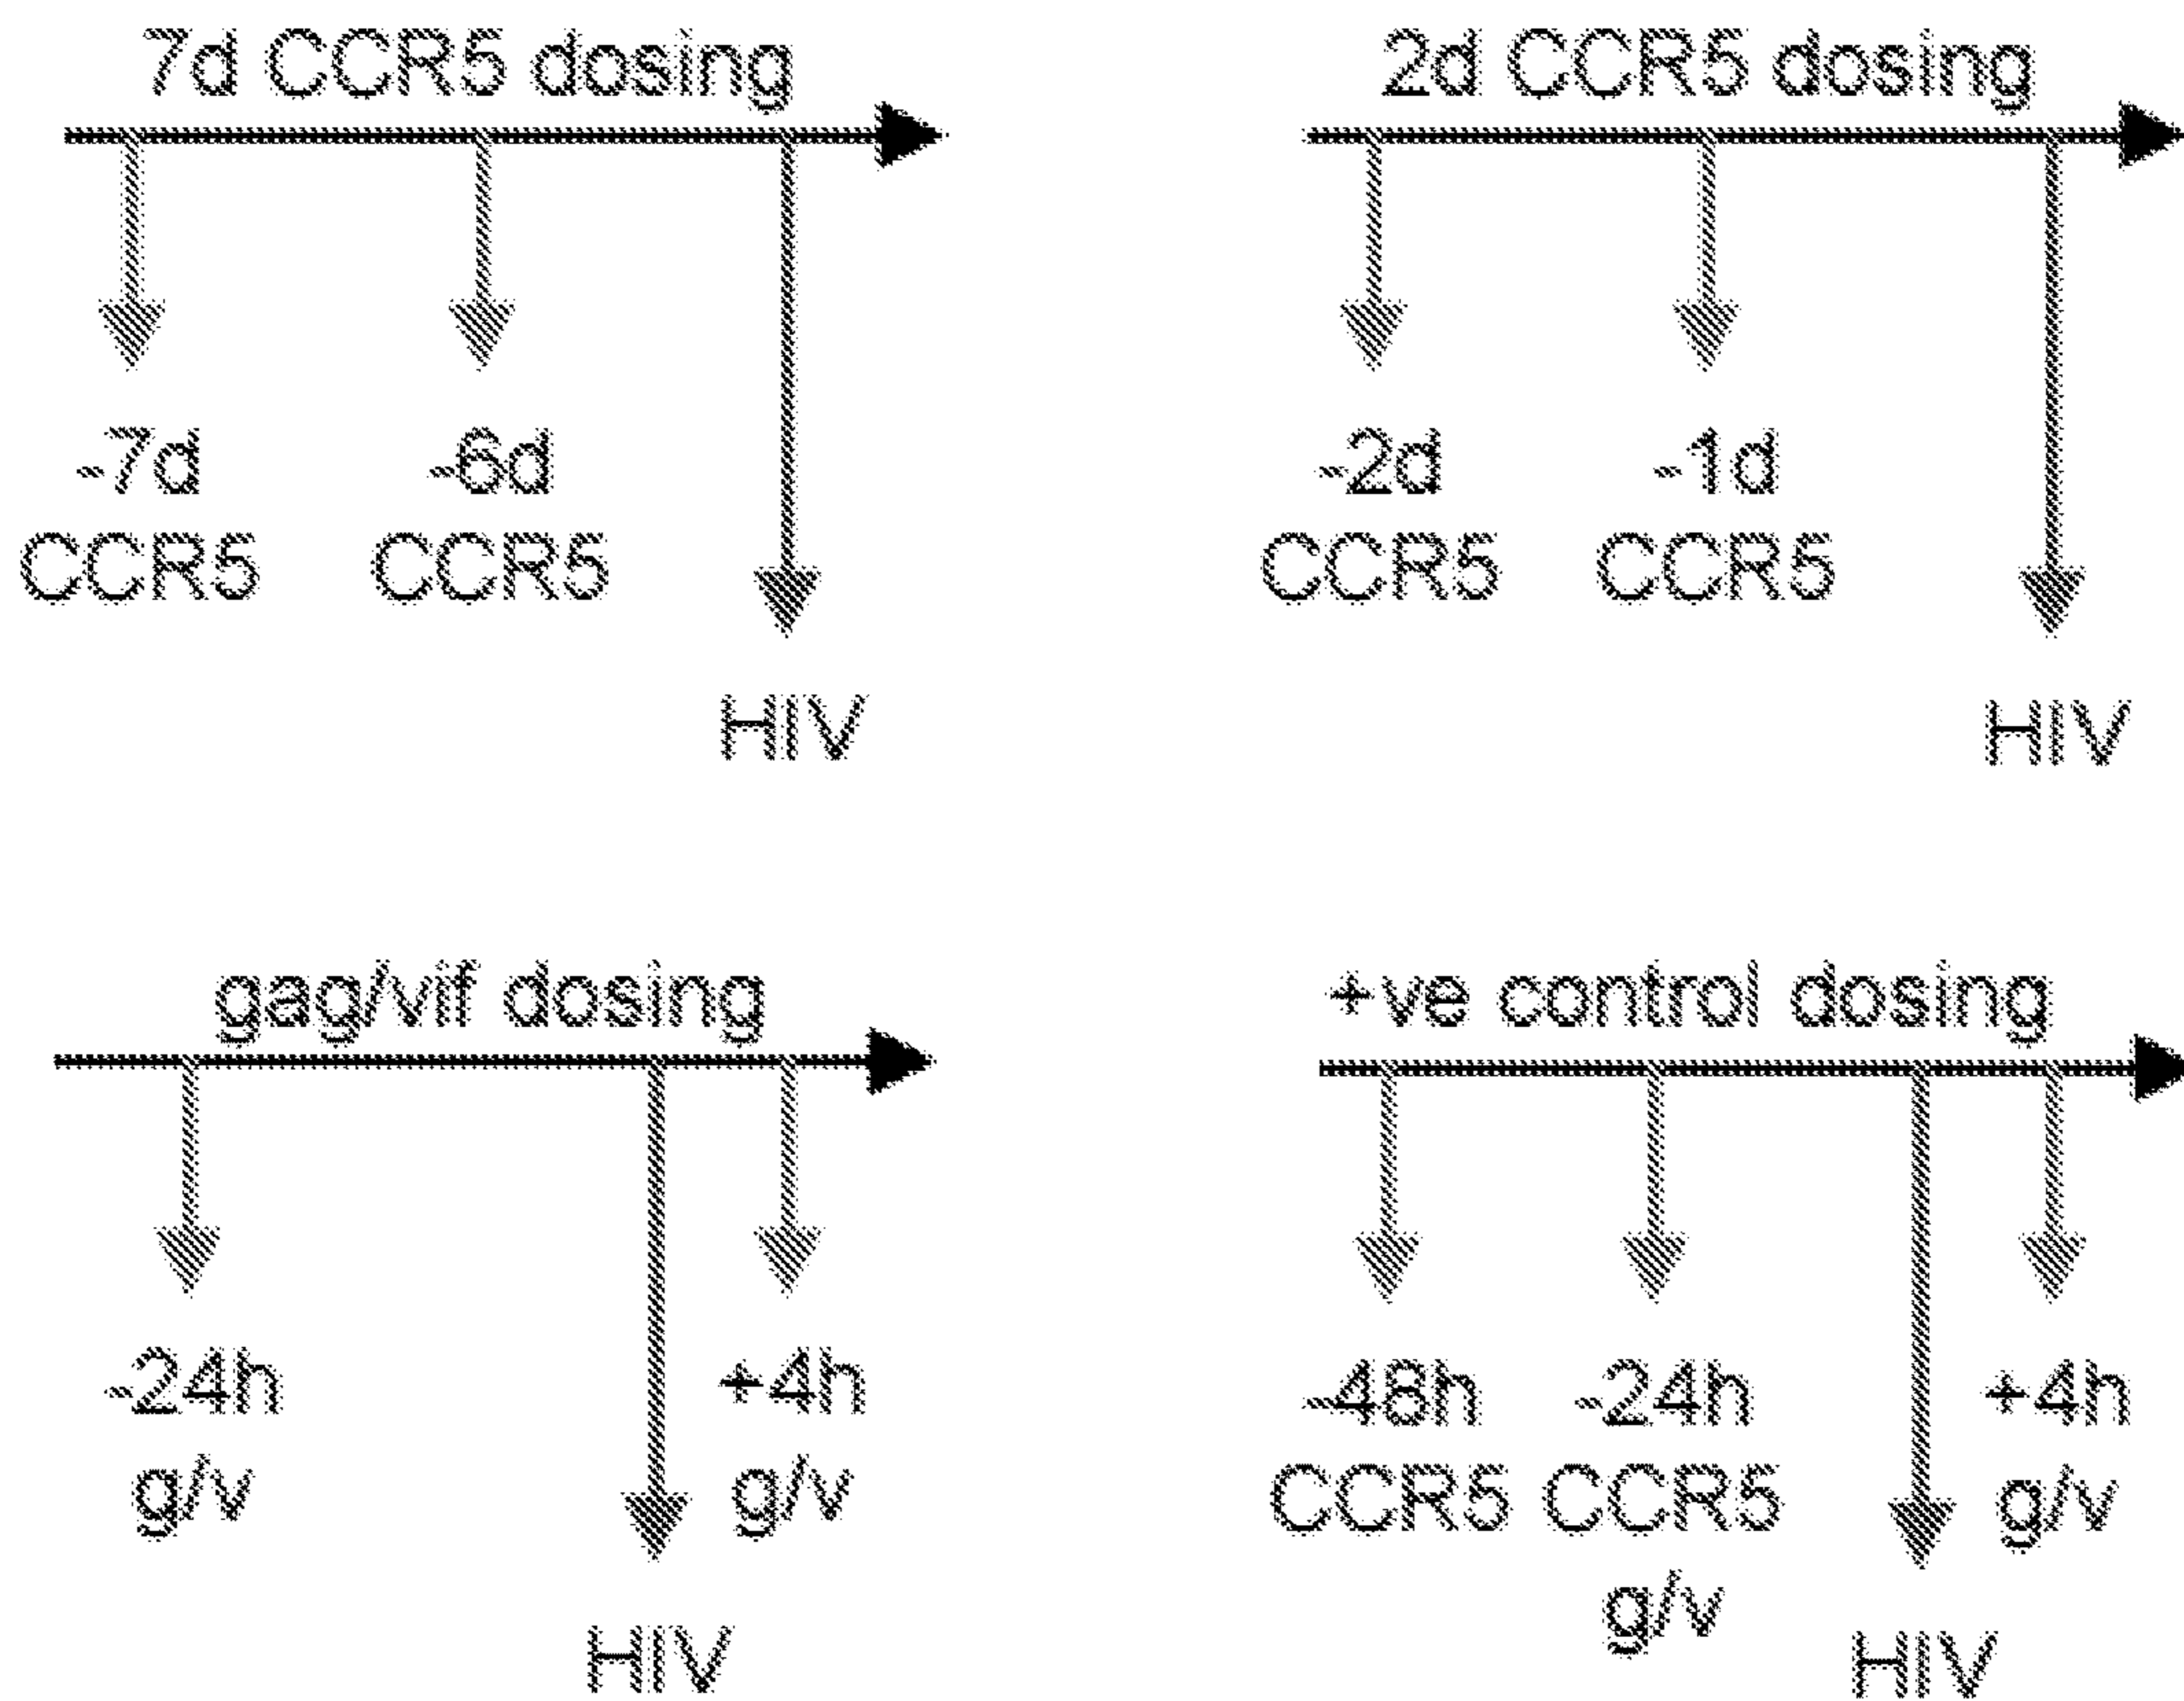 7d CCR5 dosing
-7d
CCR5
-6d
CCR5
HIV
2d CCR5 dosing
-2d
CCR5
-1d
CCR5
HIV
gag/vif dosing
-24h
g/v
HIV
+4h
g/v
+ve control dosing
-48h
CCR5
-24h
CCR5
g/v
HIV
+4h
g/v